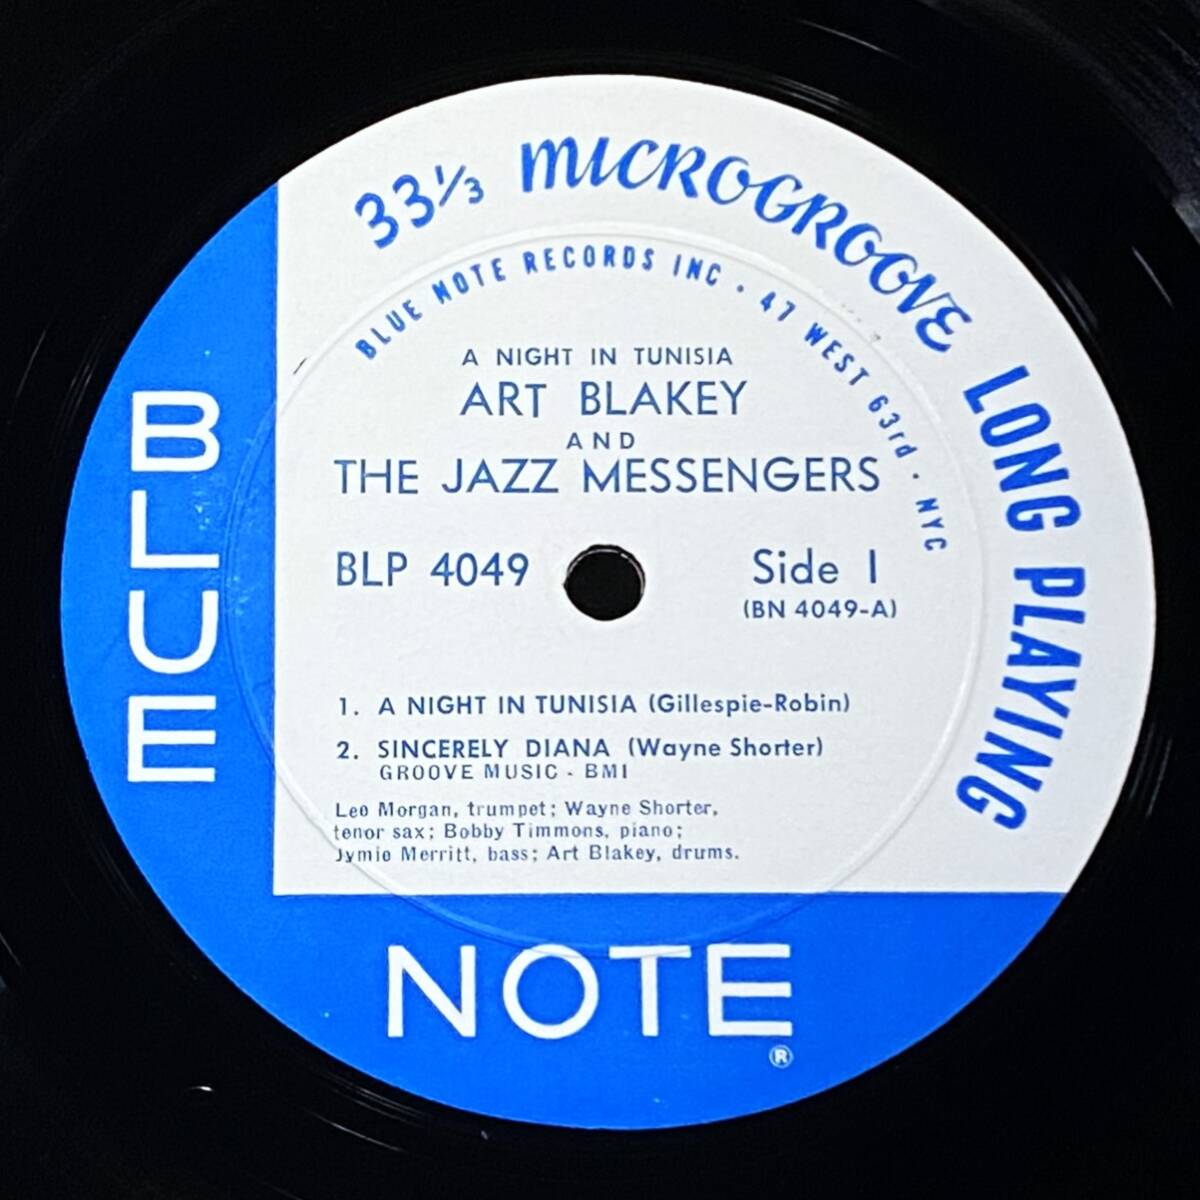 33⅓ MICROGROOVE LONG PLAYING
BLUE NOTE RECORDS INC • 47 WEST 63rd • NYC
A NIGHT IN TUNISIA
ART BLAKEY
AND
THE JAZZ MESSENGERS
BLP 4049
Side 1
(BN 4049-A)
1. A NIGHT IN TUNISIA (Gillespie-Robin)
2. SINCERELY DIANA (Wayne Shorter)
GROOVE MUSIC - BMI
Lee Morgan, trumpet; Wayne Shorter,
tenor sax; Bobby Timmons, piano;
Jymie Merritt, bass; Art Blakey, drums.
BLUE
NOTE
®